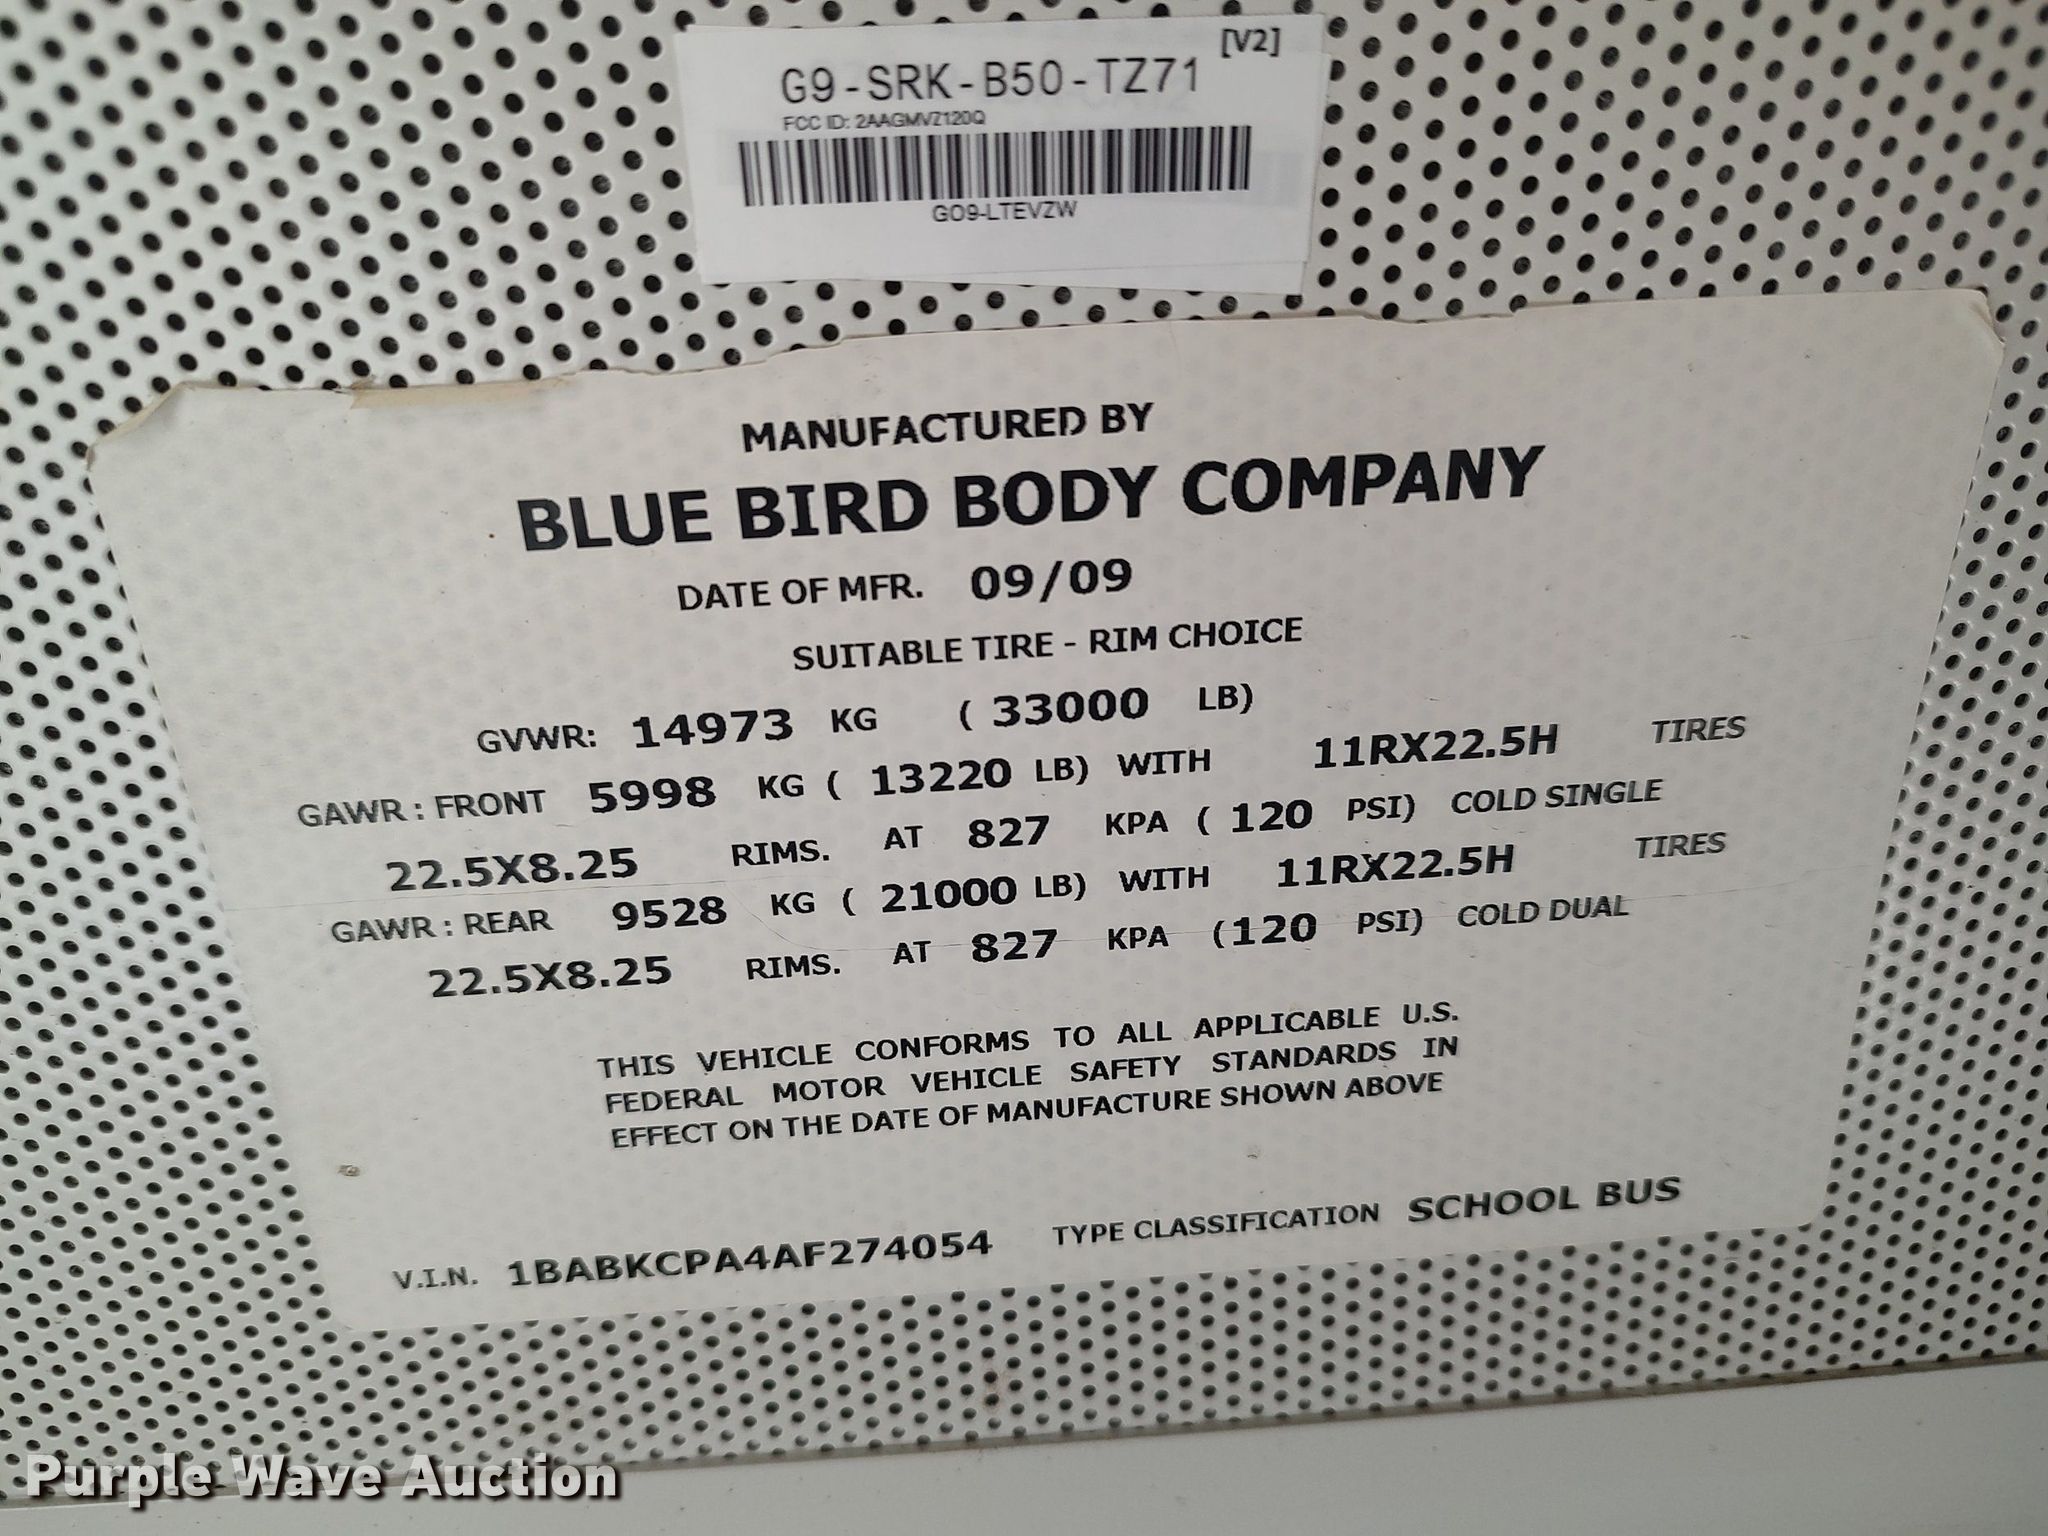 [V2]
G9-SRK-B50-TZ71
FCC ID: 2AAGMVZ120Q
GO9-LTEVZW
MANUFACTURED BY
BLUE BIRD BODY COMPANY
DATE OF MFR. 09/09
SUITABLE TIRE - RIM CHOICE
GVWR: 14973 KG ( 33000 LB)
GAWR : FRONT 5998 KG ( 13220 LB) WITH 11RX22.5H TIRES
22.5X8.25 RIMS. AT 827 KPA ( 120 PSI) COLD SINGLE
GAWR : REAR 9528 KG ( 21000 LB) WITH 11RX22.5H TIRES
22.5X8.25 RIMS. AT 827 KPA (120 PSI) COLD DUAL
THIS VEHICLE CONFORMS TO ALL APPLICABLE U.S.
FEDERAL MOTOR VEHICLE SAFETY STANDARDS IN
EFFECT ON THE DATE OF MANUFACTURE SHOWN ABOVE
V.I.N. 1BABKCPA4AF274054 TYPE CLASSIFICATION SCHOOL BUS
Purple Wave Auction